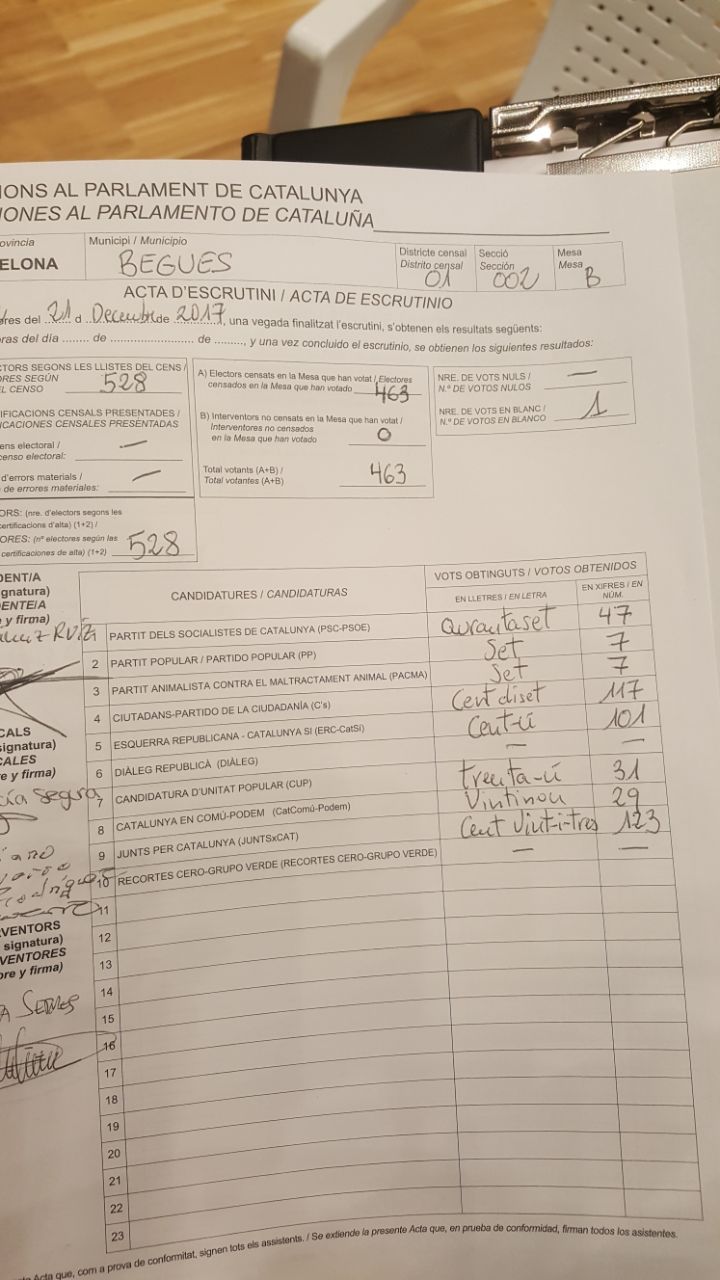 IONS AL PARLAMENT DE CATALUNYA
IONES AL PARLAMENTO DE CATALUÑA
ovincia
ELONA
Municipi / Municipio
BEGUES
Districte censal
Distrito censal
01
Secció
Sección
002
Mesa
Mesa
B
ACTA D'ESCRUTINI / ACTA DE ESCRUTINIO
res del 21 d Decembre de 2017, una vegada finalitzat l'escrutini, s'obtenen els resultats següents:
oras del día ........ de .................... de ........, y una vez concluido el escrutinio, se obtienen los siguientes resultados:
CTORS SEGONS LES LLISTES DEL CENS /
ORES SEGÚN
L CENSO 528
IFICACIONS CENSALS PRESENTADES /
ICACIONES CENSALES PRESENTADAS
ens electoral /
censo electoral: —
d'errors materials /
de errores materiales: —
ORS: (nre. d'electors segons les
certificacions d'alta) (1+2) /
ORES: (nº electores según las
certificaciones de alta) (1+2) 528
A) Electors censats en la Mesa que han votat / Electores
censados en la Mesa que han votado 463
B) Interventors no censats en la Mesa que han votat /
Interventores no censados
en la Mesa que han votado 0
Total votants (A+B) /
Total votantes (A+B) 463
NRE. DE VOTS NULS /
N.º DE VOTOS NULOS —
NRE. DE VOTS EN BLANC /
N.º DE VOTOS EN BLANCO 1
DENT/A
ignatura)
DENTE/A
e y firma)
CANDIDATURES / CANDIDATURAS
VOTS OBTINGUTS / VOTOS OBTENIDOS
EN LLETRES / EN LETRA
EN XIFRES / EN NÚM.
1 PARTIT DELS SOCIALISTES DE CATALUNYA (PSC-PSOE) Qurantaset 47
2 PARTIT POPULAR / PARTIDO POPULAR (PP) Set 7
3 PARTIT ANIMALISTA CONTRA EL MALTRACTAMENT ANIMAL (PACMA) Set 7
4 CIUTADANS-PARTIDO DE LA CIUDADANÍA (C's) Cent diset 117
5 ESQUERRA REPUBLICANA - CATALUNYA SI (ERC-CatSí) Cent-ú 101
6 DIÀLEG REPUBLICÀ (DIÀLEG) — —
7 CANDIDATURA D'UNITAT POPULAR (CUP) trenta-ú 31
8 CATALUNYA EN COMÚ-PODEM (CatComú-Podem) Vintinou 29
9 JUNTS PER CATALUNYA (JUNTSxCAT) Cent Vint-i-tres 123
10 RECORTES CERO-GRUPO VERDE (RECORTES CERO-GRUPO VERDE) — —
11
12
13
14
15
16
17
18
19
20
21
22
23
CALS
signatura)
CALES
re y firma)
Segura
RVENTORS
signatura)
VENTORES
bre y firma)
te Acta que, com a prova de conformitat, signen tots els assistents. / Se extiende la presente Acta que, en prueba de conformidad, firman todos los asistentes.